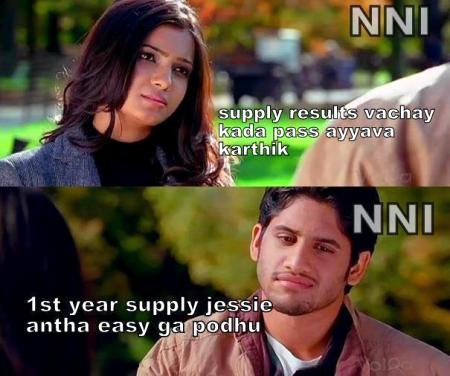 NNI
supply results vachay
kada pass ayyava
karthik
NNI
1st year supply jessie
antha easy ga podhu